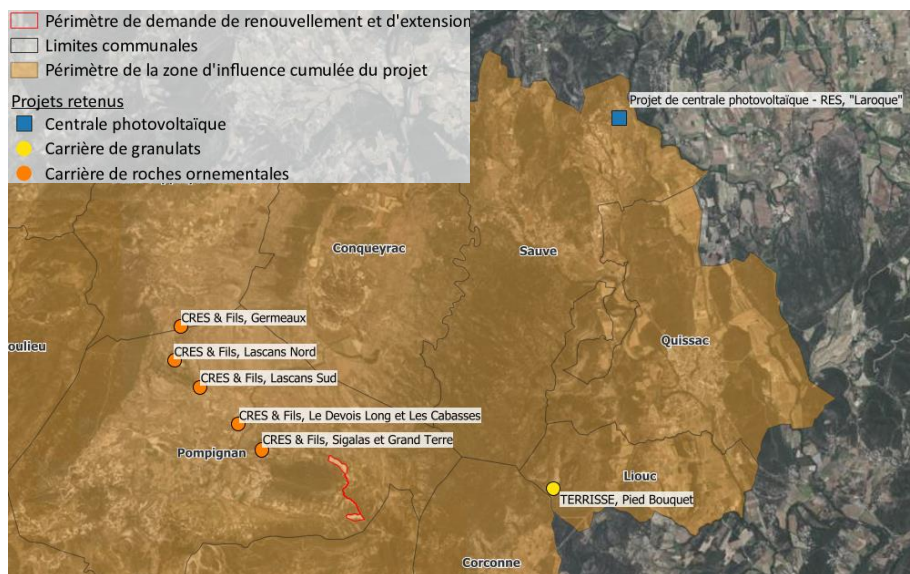 Périmètre de demande de renouvellement et d'extension
Limites communales
Périmètre de la zone d'influence cumulée du projet
Projets retenus
Centrale photovoltaïque
Carrière de granulats
Carrière de roches ornementales
Projet de centrale photovoltaïque - RES, "Laroque"
Conqueyrac
Sauve
CRES & Fils, Germeaux
Quissac
oulieu
CRES & Fils, Lascans Nord
CRES & Fils, Lascans Sud
CRES & Fils, Le Devois Long et Les Cabasses
CRES & Fils, Sigalas et Grand Terre
Pompignan
Liouc
TERRISSE, Pied Bouquet
Corconne